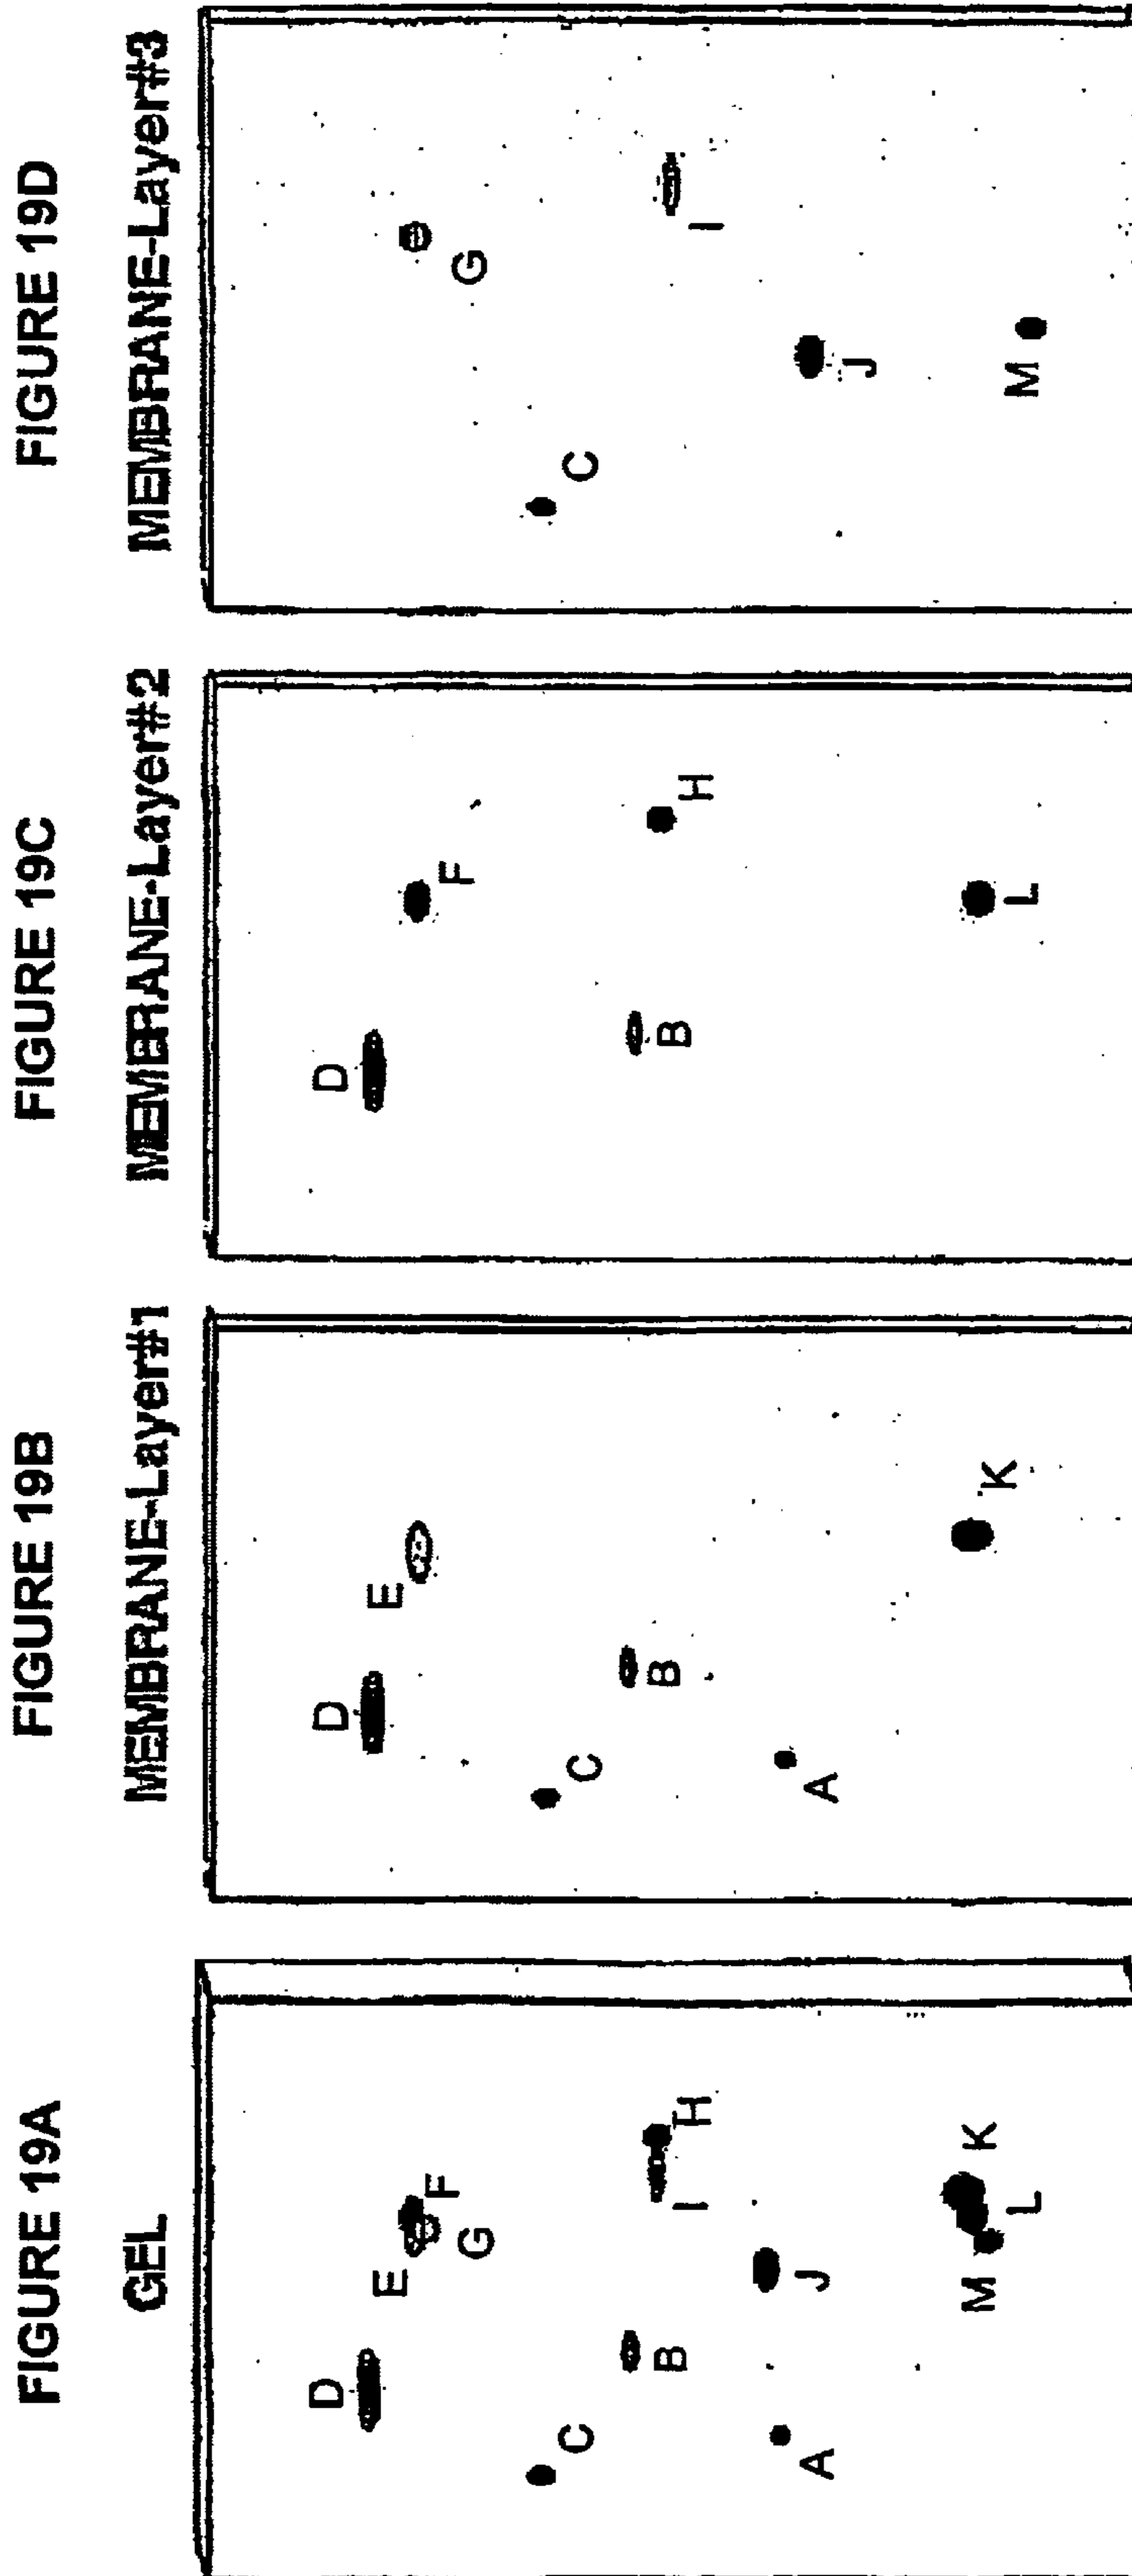 FIGURE 19A
GEL
D
E
F
G
C
B
I
H
A
J
M
L
K
FIGURE 19B
MEMBRANE-Layer#1
D
E
C
B
A
K
FIGURE 19C
MEMBRANE-Layer#2
D
F
B
H
L
FIGURE 19D
MEMBRANE-Layer#3
G
C
I
J
M